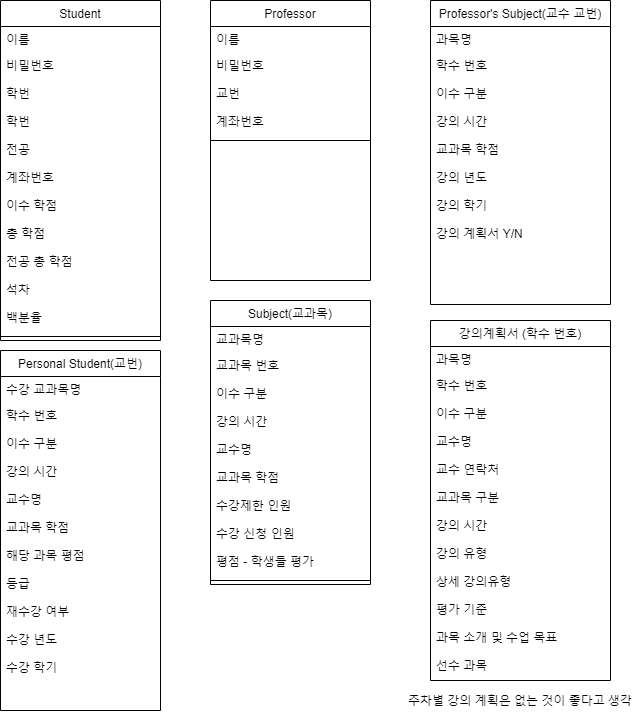 Student
이름
비밀번호
학번
학번
전공
계좌번호
이수 학점
총 학점
전공 총 학점
석차
백분율
Professor
이름
비밀번호
교번
계좌번호
Professor's Subject(교수 교번)
과목명
학수 번호
이수 구분
강의 시간
교과목 학점
강의 년도
강의 학기
강의 계획서 Y/N
Personal Student(교번)
수강 교과목명
학수 번호
이수 구분
강의 시간
교수명
교과목 학점
해당 과목 평점
등급
재수강 여부
수강 년도
수강 학기
Subject(교과목)
교과목명
교과목 번호
이수 구분
강의 시간
교수명
교과목 학점
수강제한 인원
수강 신청 인원
평점 - 학생들 평가
강의계획서 (학수 번호)
과목명
학수 번호
이수 구분
교수명
교수 연락처
교과목 구분
강의 시간
강의 유형
상세 강의유형
평가 기준
과목 소개 및 수업 목표
선수 과목
주차별 강의 계획은 없는 것이 좋다고 생각